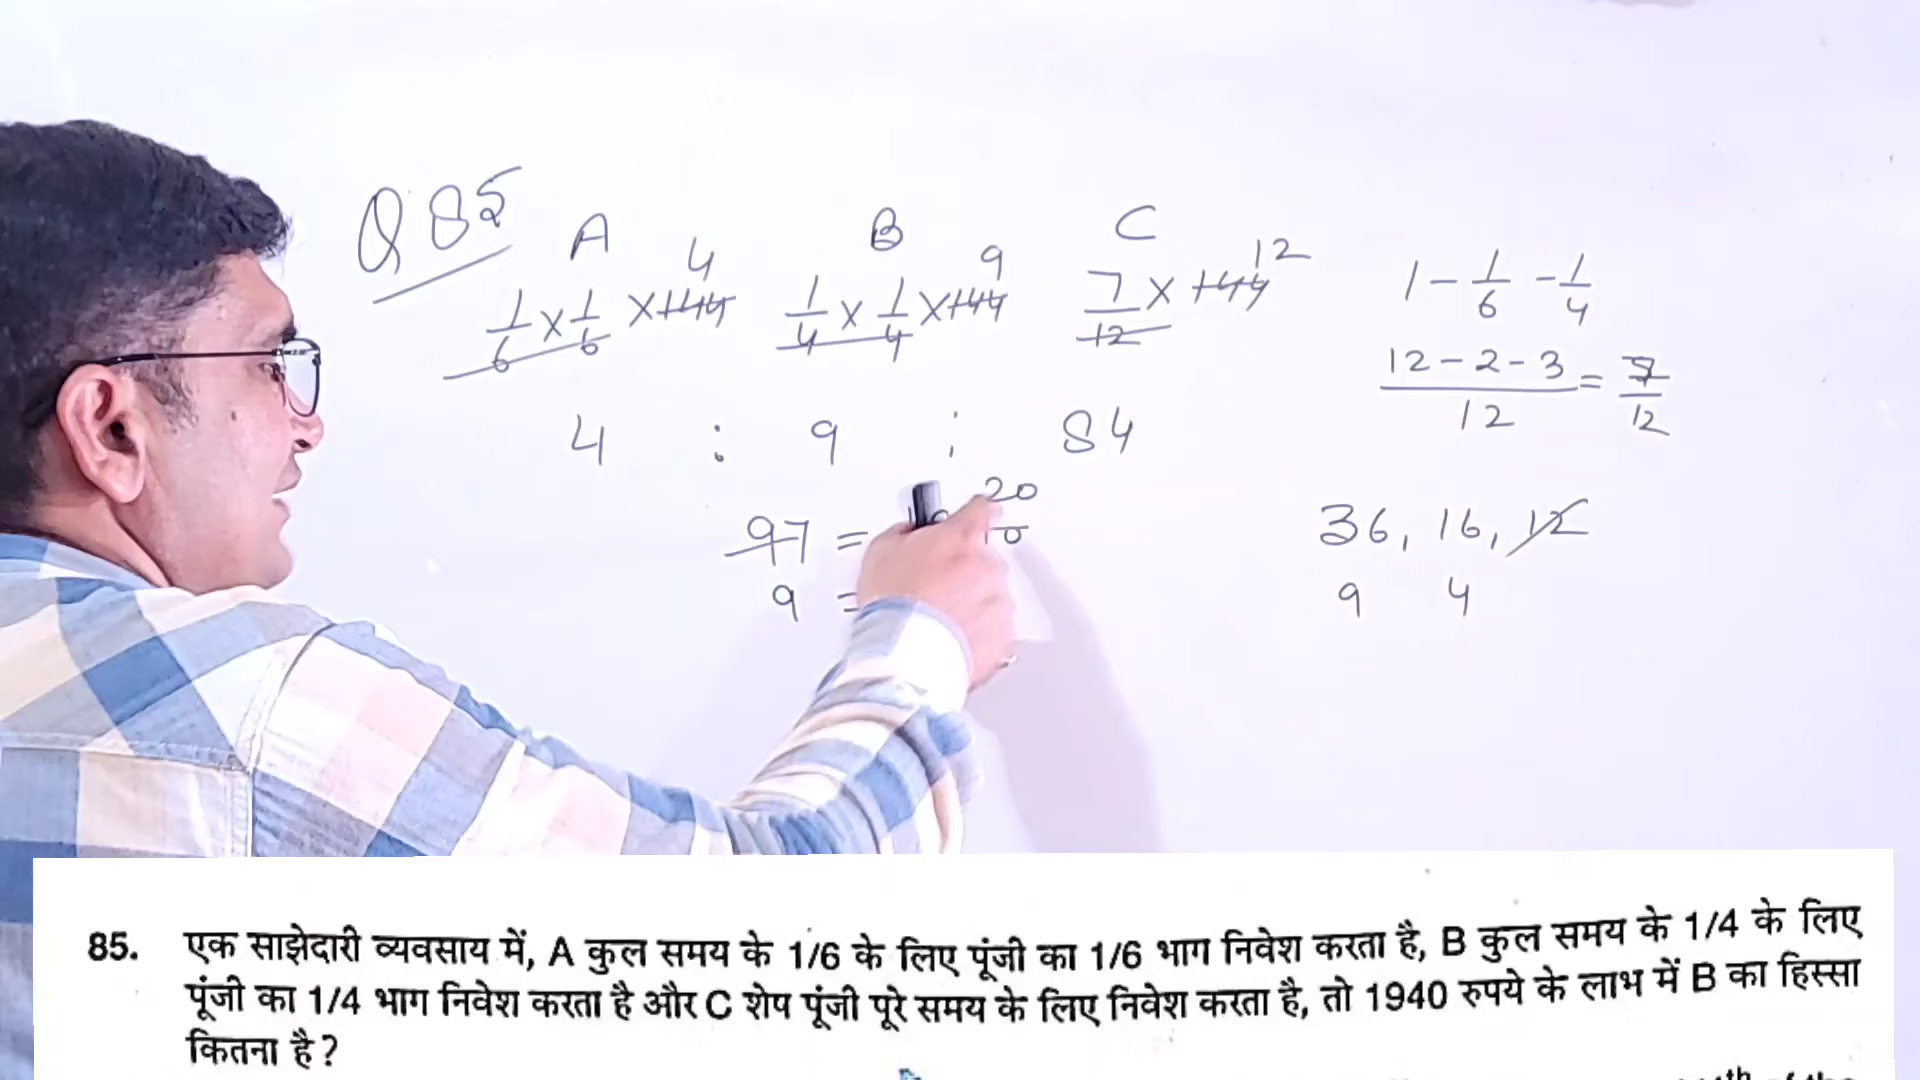 Q 85
A B C
1/6 × 1/6 × 144 4 1/4 × 1/4 × 144 9 7/12 × 144 12
4 : 9 : 84
20
97 =
9 =
1 - 1/6 - 1/4
12 - 2 - 3 / 12 = 7/12
36, 16, 12
9 4
85. एक साझेदारी व्यवसाय में, A कुल समय के 1/6 के लिए पूंजी का 1/6 भाग निवेश करता है, B कुल समय के 1/4 के लिए
पूंजी का 1/4 भाग निवेश करता है और C शेप पूंजी पूरे समय के लिए निवेश करता है, तो 1940 रुपये के लाभ में B का हिस्सा
कितना है ?